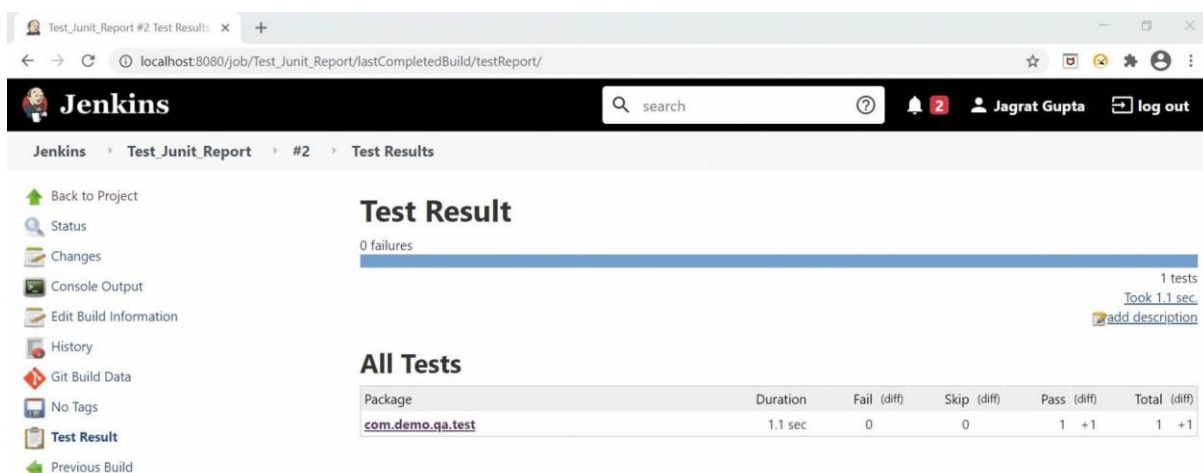 Test_Junit_Report #2 Test Results
localhost:8080/job/Test_Junit_Report/lastCompletedBuild/testReport/
Jenkins search 2 Jagrat Gupta log out
Jenkins Test_Junit_Report #2 Test Results
Back to Project
Status
Changes
Console Output
Edit Build Information
History
Git Build Data
No Tags
Test Result
Previous Build
Test Result
0 failures
1 tests
Took 1.1 sec.
add description
All Tests
Package Duration Fail (diff) Skip (diff) Pass (diff) Total (diff)
com.demo.qa.test 1.1 sec 0 0 1 +1 1 +1